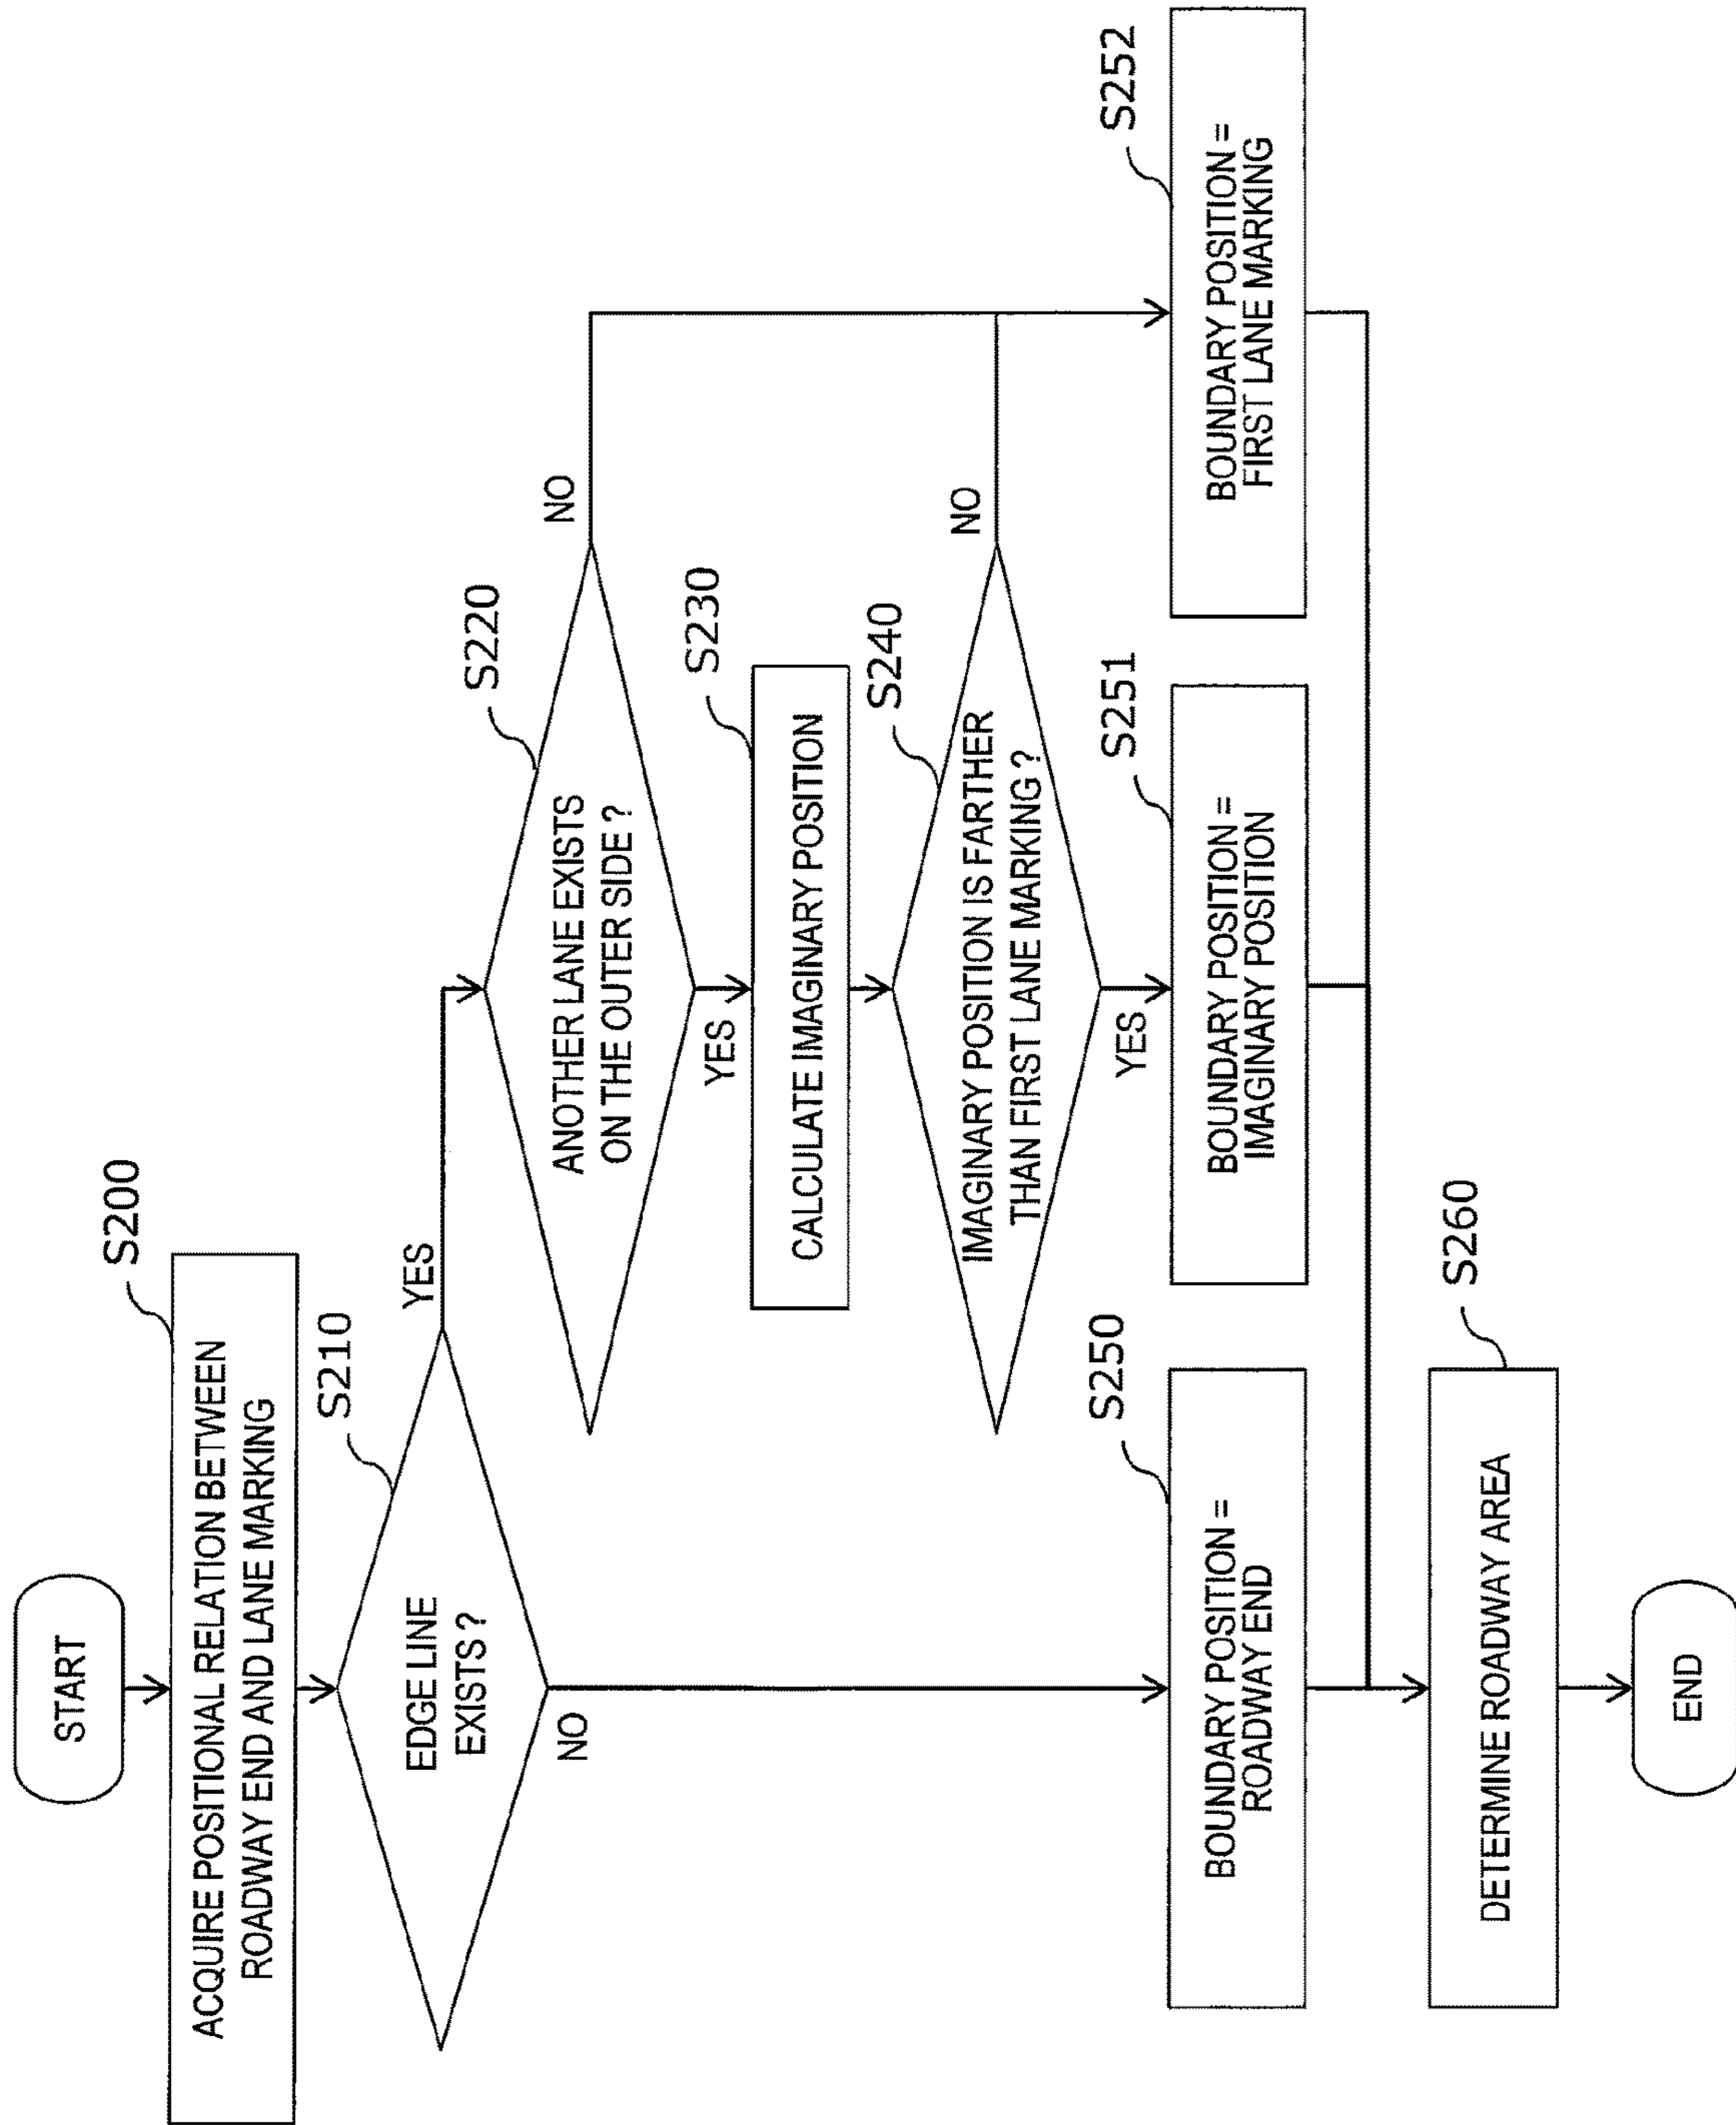 START
S200
ACQUIRE POSITIONAL RELATION BETWEEN
ROADWAY END AND LANE MARKING
S210
EDGE LINE
EXISTS?
YES
NO
S220
ANOTHER LANE EXISTS
ON THE OUTER SIDE?
NO
YES
S230
CALCULATE IMAGINARY POSITION
S240
IMAGINARY POSITION IS FARTHER
THAN FIRST LANE MARKING?
NO
YES
S250
BOUNDARY POSITION =
ROADWAY END
S251
BOUNDARY POSITION =
IMAGINARY POSITION
S252
BOUNDARY POSITION =
FIRST LANE MARKING
S260
DETERMINE ROADWAY AREA
END